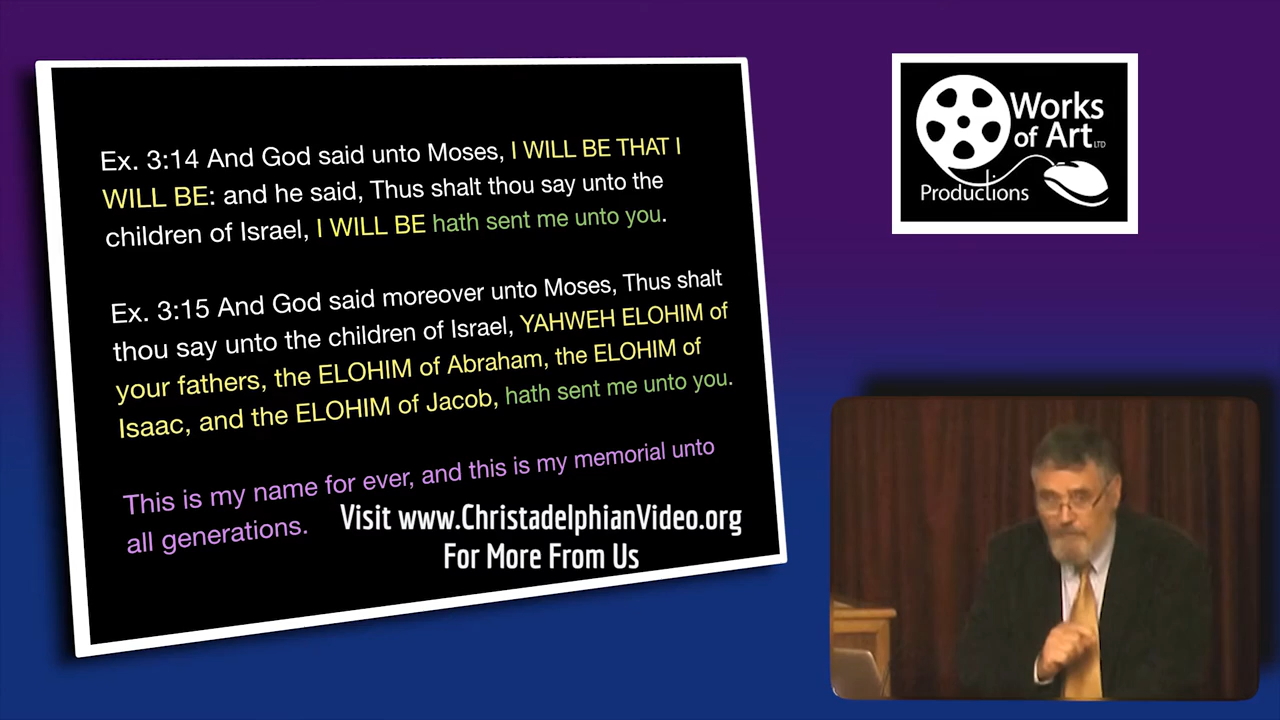 Ex. 3:14 And God said unto Moses, I WILL BE THAT I
WILL BE: and he said, Thus shalt thou say unto the
children of Israel, I WILL BE hath sent me unto you.
Ex. 3:15 And God said moreover unto Moses, Thus shalt
thou say unto the children of Israel, YAHWEH ELOHIM of
your fathers, the ELOHIM of Abraham, the ELOHIM of
Isaac, and the ELOHIM of Jacob, hath sent me unto you.
This is my name for ever, and this is my memorial unto
all generations.
Visit www.ChristadelphianVideo.org
For More From Us
Works
of Art LTD
Productions